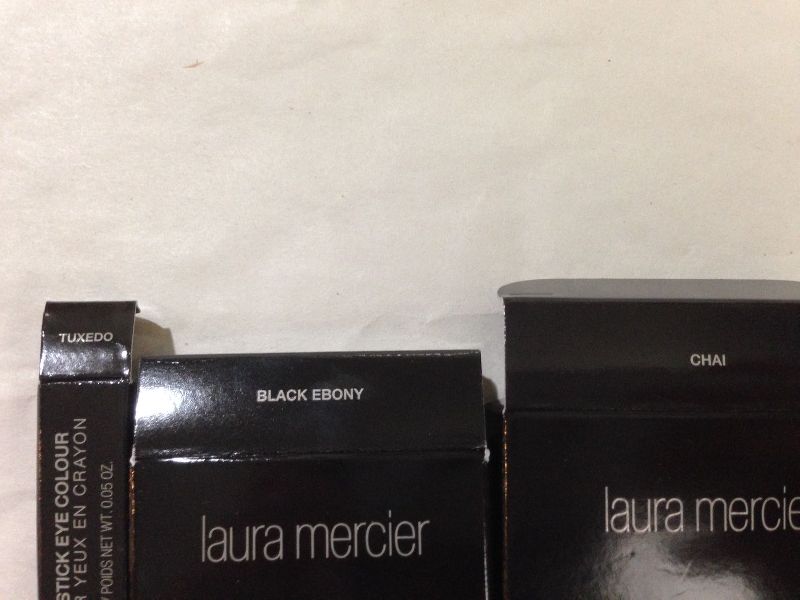 TUXEDO
STICK EYE COLOUR
YEUX EN CRAYON
POIDS NET WT. 0.05 OZ.
BLACK EBONY
laura mercier
CHAI
laura mercie